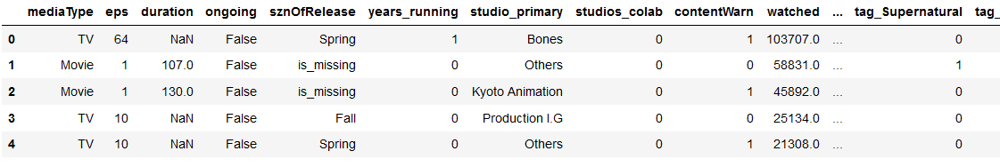 mediaType eps duration ongoing sznOfRelease years_running studio_primary studios_colab contentWarn watched ... tag_Supernatural tag_
0 TV 64 NaN False Spring 1 Bones 0 1 103707.0 ... 0
1 Movie 1 107.0 False is_missing 0 Others 0 0 58831.0 ... 1
2 Movie 1 130.0 False is_missing 0 Kyoto Animation 0 1 45892.0 ... 0
3 TV 10 NaN False Fall 0 Production I.G 0 0 25134.0 ... 0
4 TV 10 NaN False Spring 0 Others 0 1 21308.0 ... 0